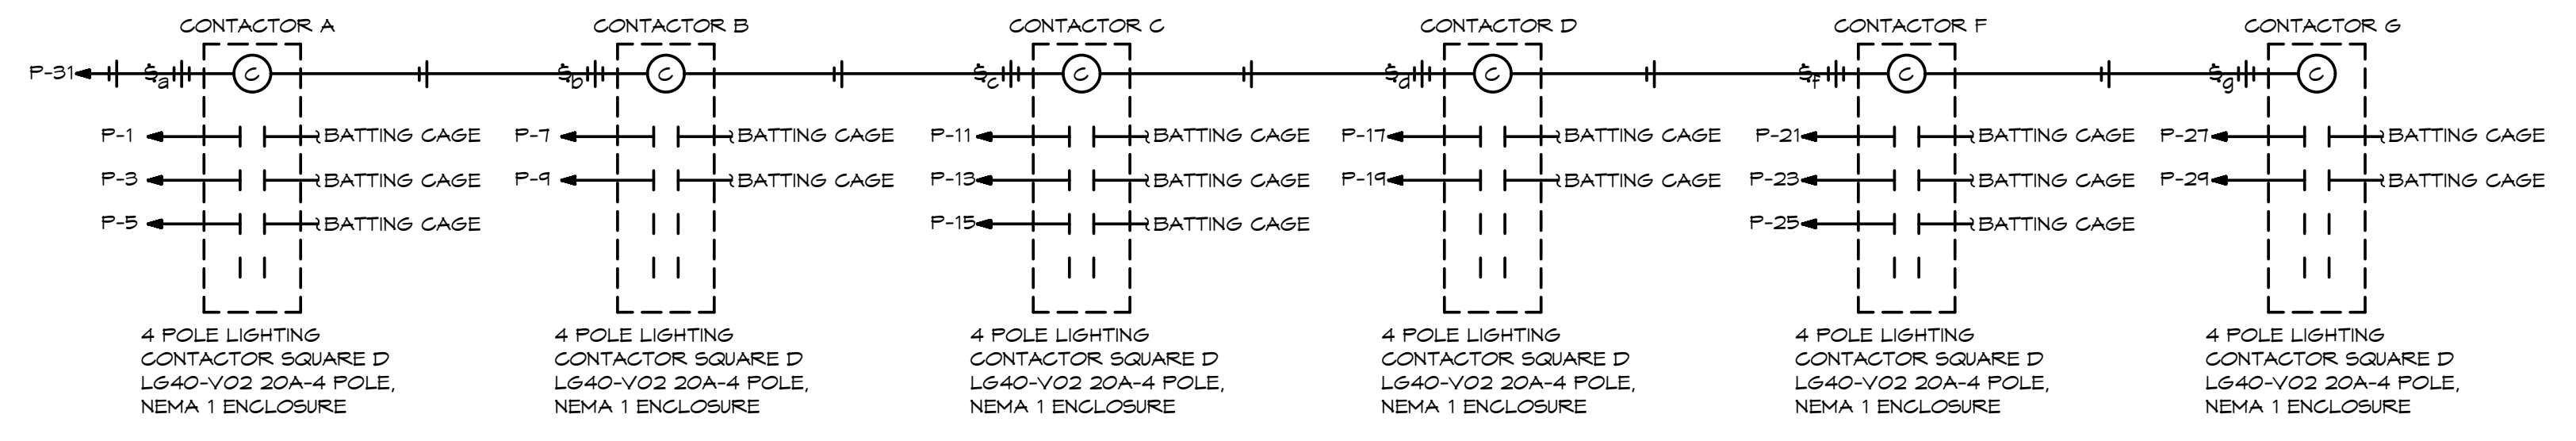 CONTACTOR A
P-31
$a
C
P-1
BATTING CAGE
P-3
BATTING CAGE
P-5
BATTING CAGE
4 POLE LIGHTING
CONTACTOR SQUARE D
LG40-V02 20A-4 POLE,
NEMA 1 ENCLOSURE
CONTACTOR B
$b
C
P-7
BATTING CAGE
P-9
BATTING CAGE
4 POLE LIGHTING
CONTACTOR SQUARE D
LG40-V02 20A-4 POLE,
NEMA 1 ENCLOSURE
CONTACTOR C
$c
C
P-11
BATTING CAGE
P-13
BATTING CAGE
P-15
BATTING CAGE
4 POLE LIGHTING
CONTACTOR SQUARE D
LG40-V02 20A-4 POLE,
NEMA 1 ENCLOSURE
CONTACTOR D
$d
C
P-17
BATTING CAGE
P-19
BATTING CAGE
4 POLE LIGHTING
CONTACTOR SQUARE D
LG40-V02 20A-4 POLE,
NEMA 1 ENCLOSURE
CONTACTOR F
$f
C
P-21
BATTING CAGE
P-23
BATTING CAGE
P-25
BATTING CAGE
4 POLE LIGHTING
CONTACTOR SQUARE D
LG40-V02 20A-4 POLE,
NEMA 1 ENCLOSURE
CONTACTOR G
$g
C
P-27
BATTING CAGE
P-29
BATTING CAGE
4 POLE LIGHTING
CONTACTOR SQUARE D
LG40-V02 20A-4 POLE,
NEMA 1 ENCLOSURE